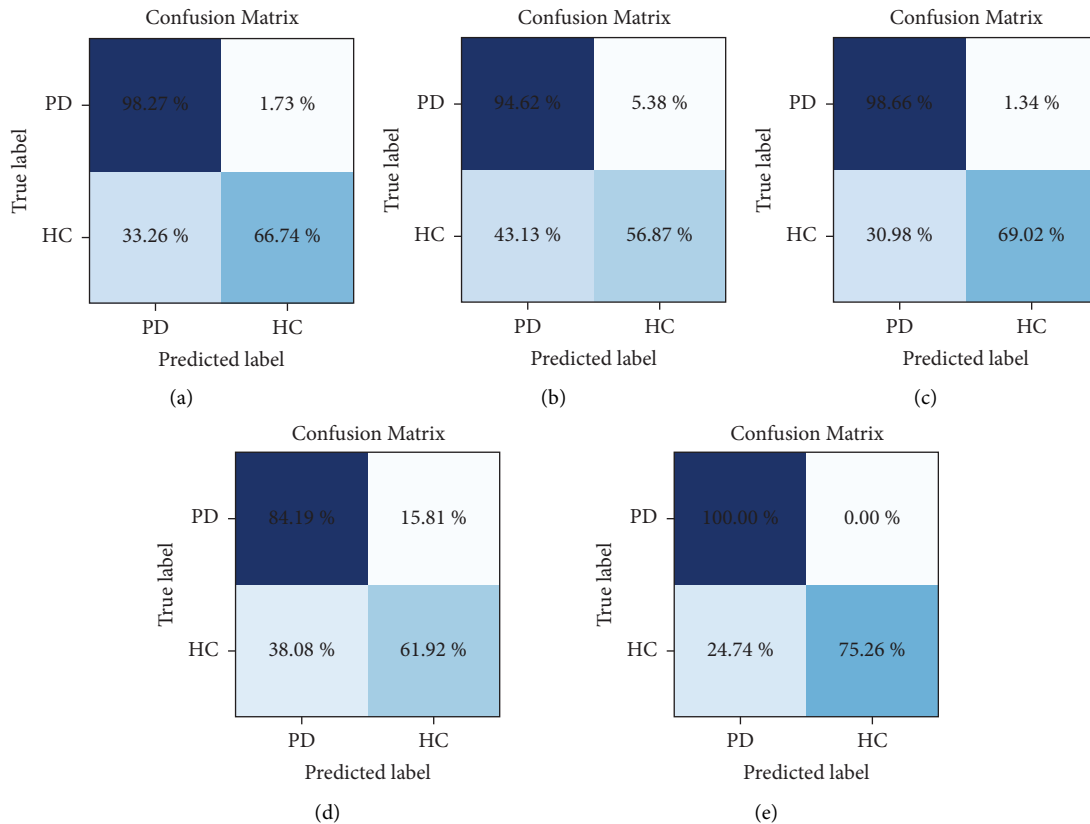 Confusion Matrix
PD
98.27 %
1.73 %
True label
HC
33.26 %
66.74 %
PD
HC
Predicted label
(a)
Confusion Matrix
PD
94.62 %
5.38 %
True label
HC
43.13 %
56.87 %
PD
HC
Predicted label
(b)
Confusion Matrix
PD
98.66 %
1.34 %
True label
HC
30.98 %
69.02 %
PD
HC
Predicted label
(c)
Confusion Matrix
PD
84.19 %
15.81 %
True label
HC
38.08 %
61.92 %
PD
HC
Predicted label
(d)
Confusion Matrix
PD
100.00 %
0.00 %
True label
HC
24.74 %
75.26 %
PD
HC
Predicted label
(e)